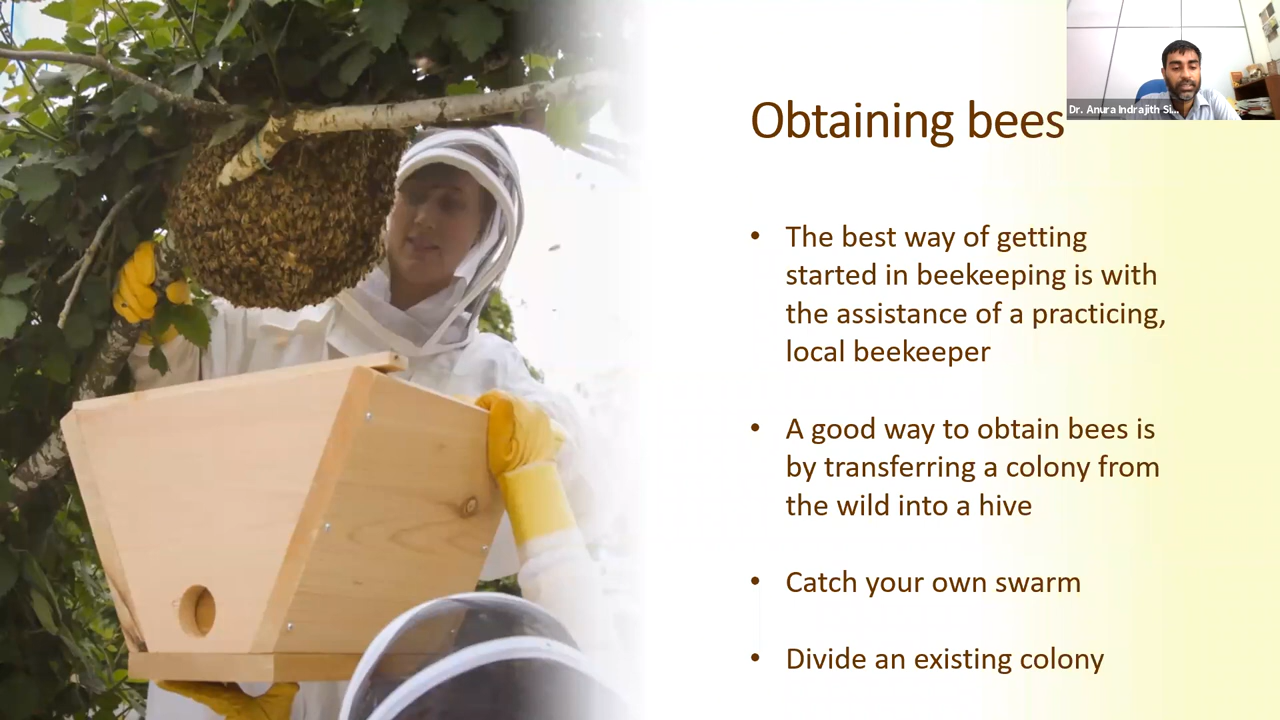 Dr. Anura Indrajith Si...
Obtaining bees
• The best way of getting
started in beekeeping is with
the assistance of a practicing,
local beekeeper
• A good way to obtain bees is
by transferring a colony from
the wild into a hive
• Catch your own swarm
• Divide an existing colony